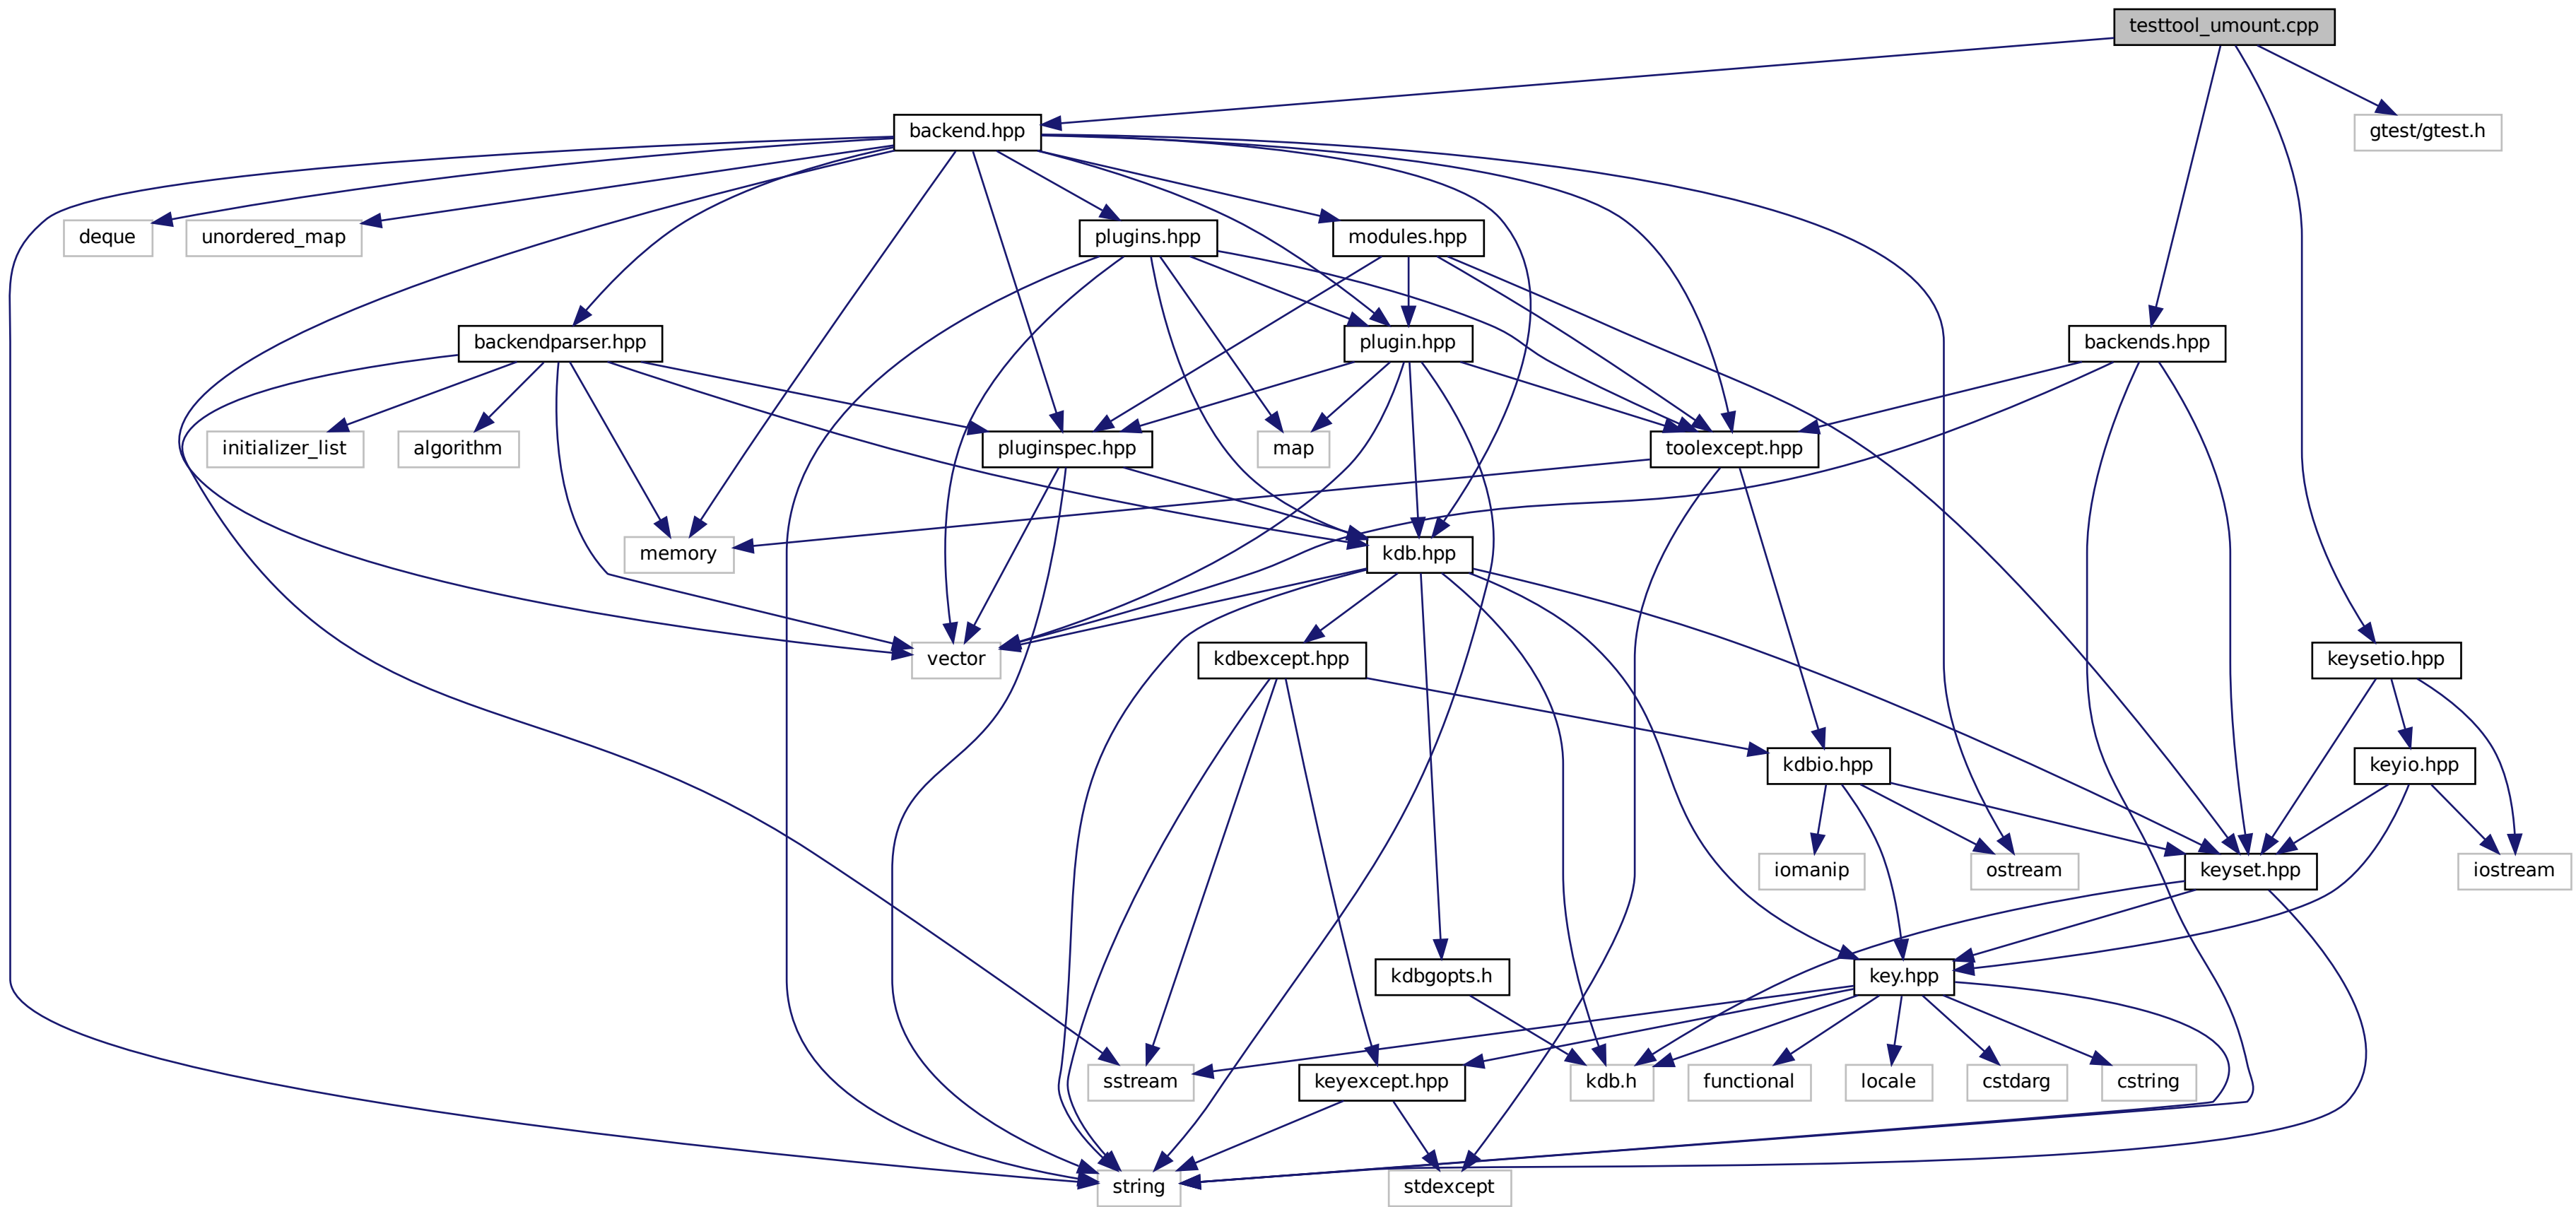 testtool_umount.cpp
backend.hpp
gtest/gtest.h
deque
unordered_map
plugins.hpp
modules.hpp
backendparser.hpp
plugin.hpp
backends.hpp
initializer_list
algorithm
pluginspec.hpp
map
toolexcept.hpp
memory
kdb.hpp
vector
kdbexcept.hpp
keysetio.hpp
kdbio.hpp
keyio.hpp
iomanip
ostream
keyset.hpp
iostream
kdbgopts.h
key.hpp
sstream
keyexcept.hpp
kdb.h
functional
locale
cstdarg
cstring
string
stdexcept